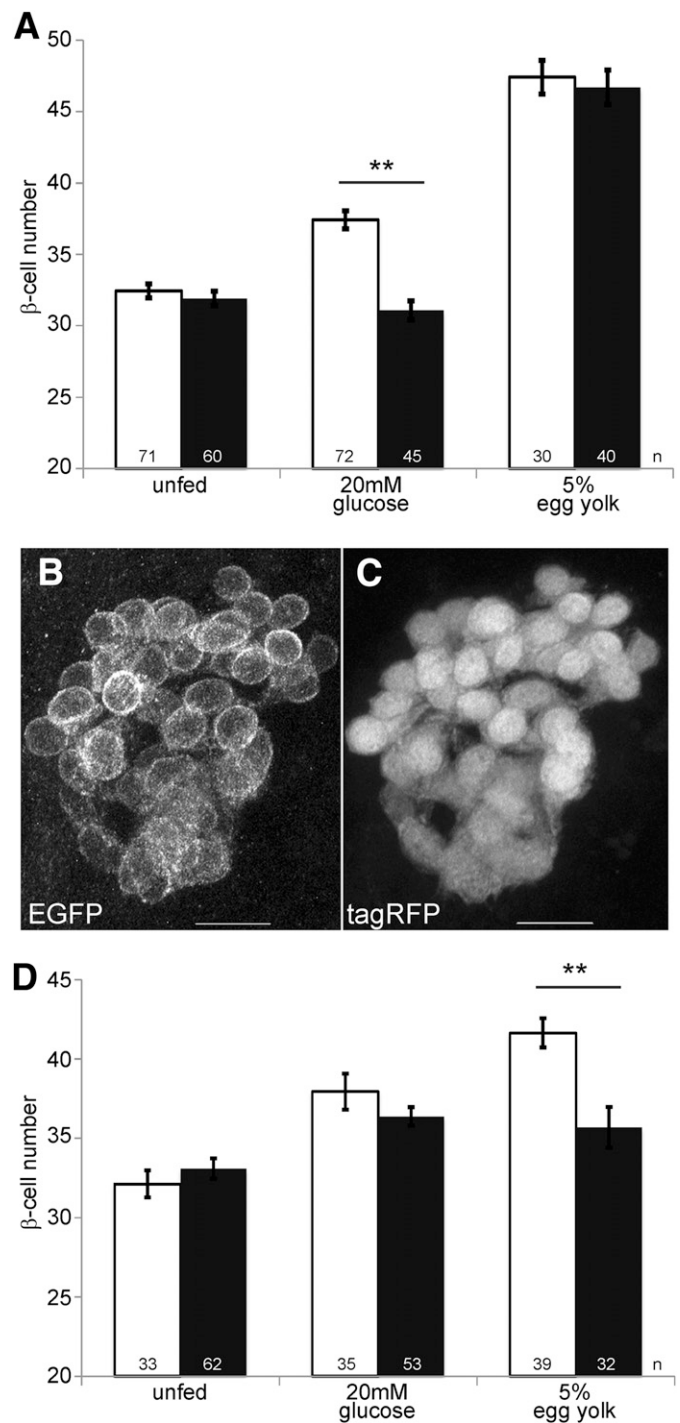 A
50
45
40
35
30
25
20
β-cell number
**
71 60 72 45 30 40 n
unfed 20mM glucose 5% egg yolk
B
C
EGFP
tagRFP
D
45
40
35
30
25
20
β-cell number
**
33 62 35 53 39 32 n
unfed 20mM glucose 5% egg yolk